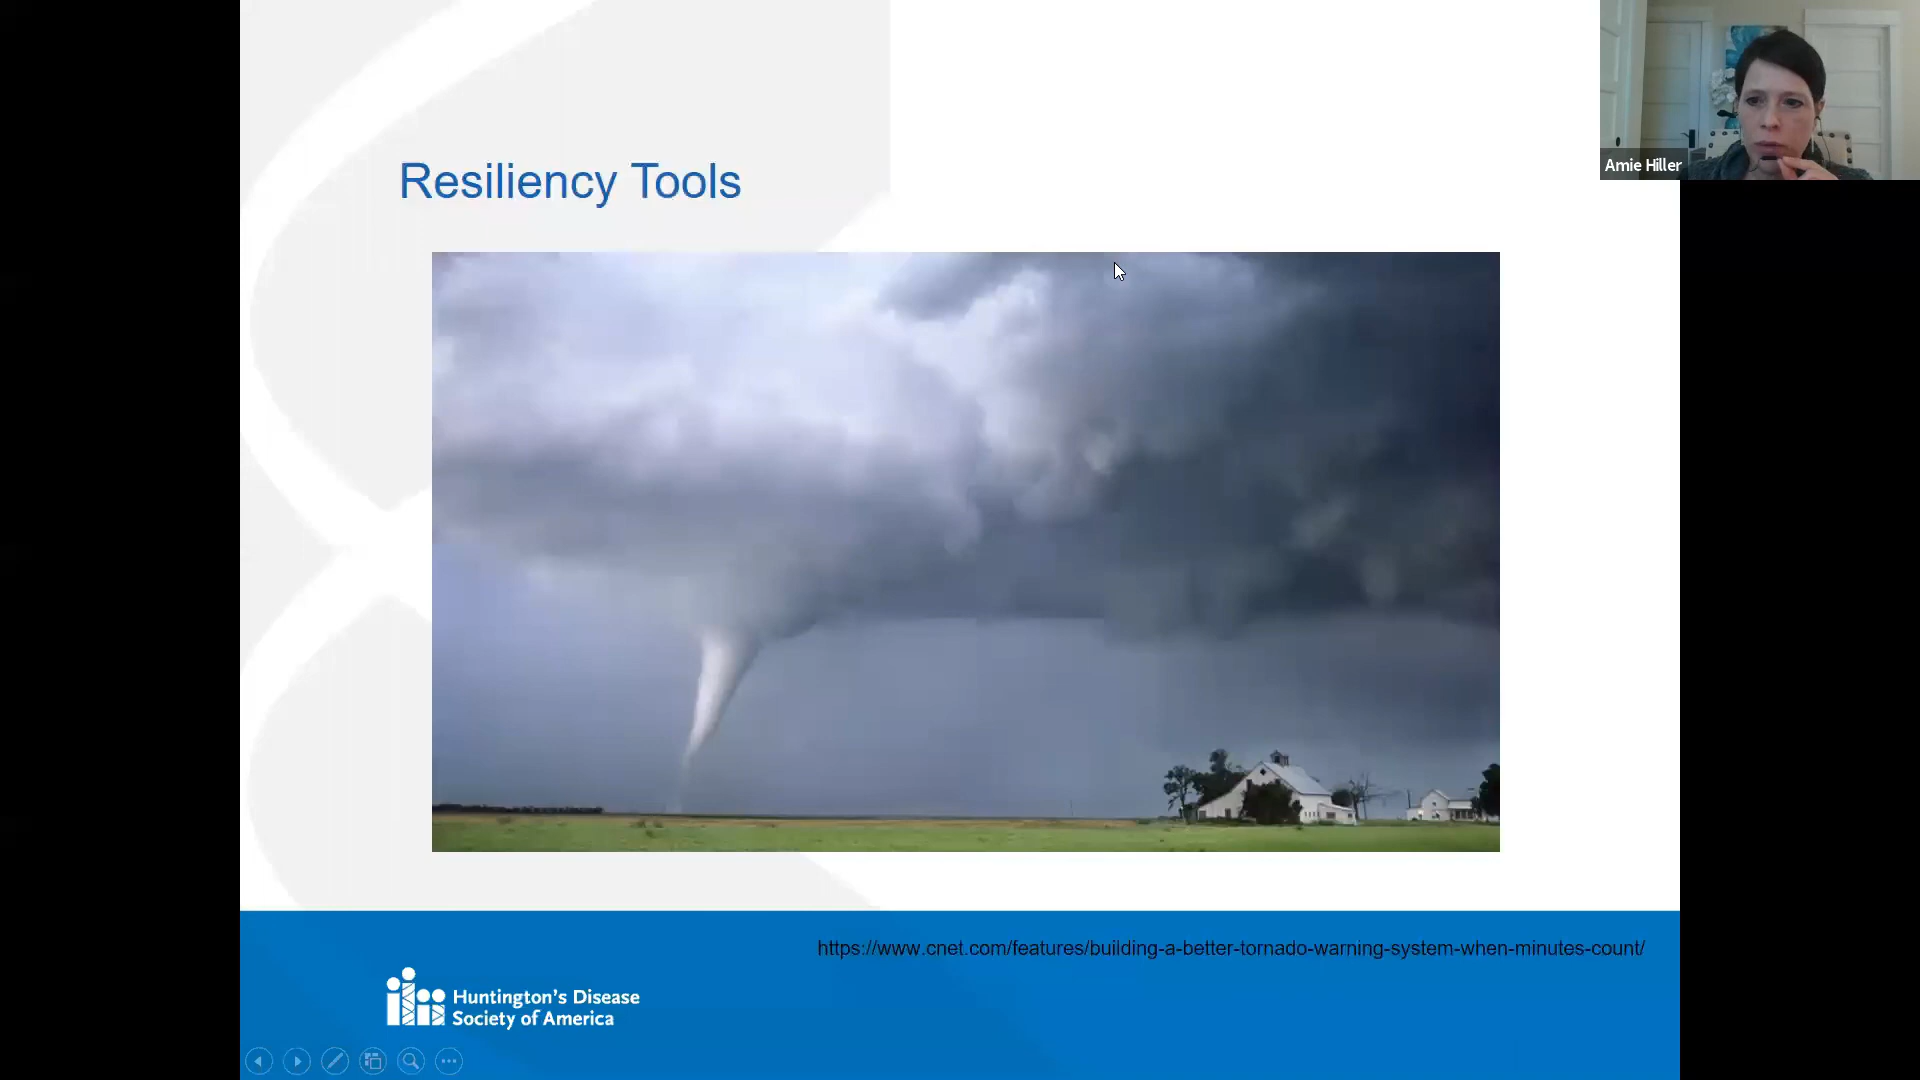 Amie Hiller
Resiliency Tools
https://www.cnet.com/features/building-a-better-tornado-warning-system-when-minutes-count/
Huntington's Disease
Society of America